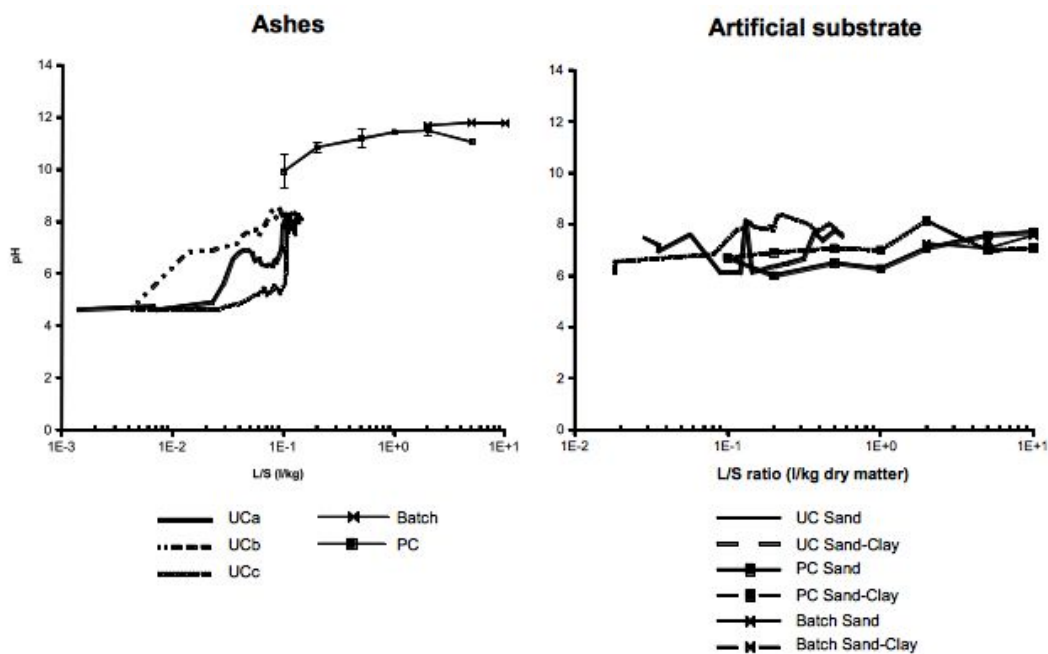 Ashes
Artificial substrate
14
12
10
8
6
4
2
0
pH
1E-3
1E-2
1E-1
1E+0
1E+1
L/S (l/kg)
UCa
UCb
UCc
Batch
PC
14
12
10
8
6
4
2
0
1E-2
1E-1
1E+0
1E+1
L/S ratio (l/kg dry matter)
UC Sand
UC Sand-Clay
PC Sand
PC Sand-Clay
Batch Sand
Batch Sand-Clay